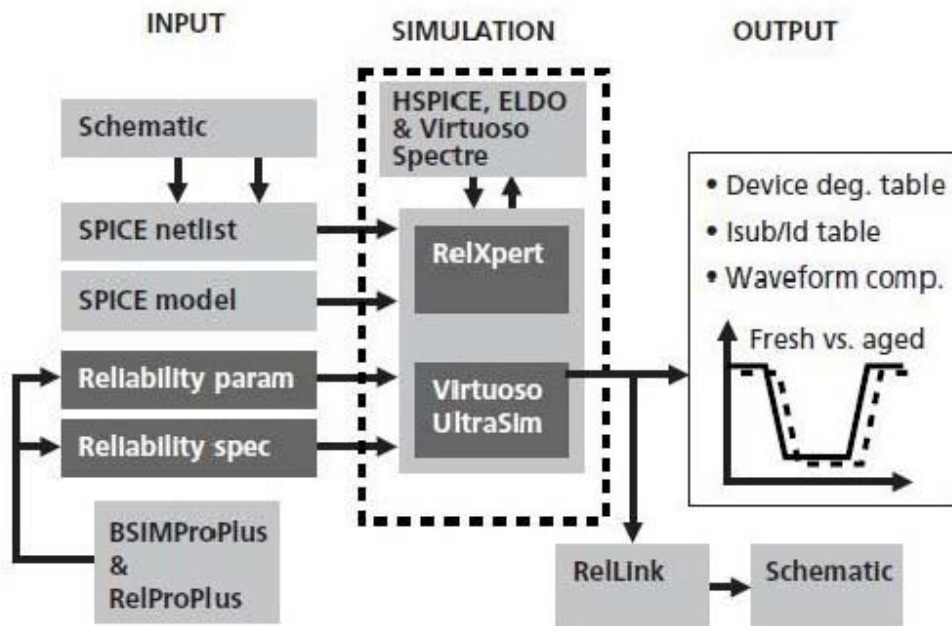 INPUT
SIMULATION
OUTPUT
Schematic
SPICE netlist
SPICE model
Reliability param
Reliability spec
BSIMProPlus
&
RelProPlus
HSPICE, ELDO
& Virtuoso
Spectre
RelXpert
Virtuoso
UltraSim
• Device deg. table
• Isub/Id table
• Waveform comp.
Fresh vs. aged
RelLink
Schematic